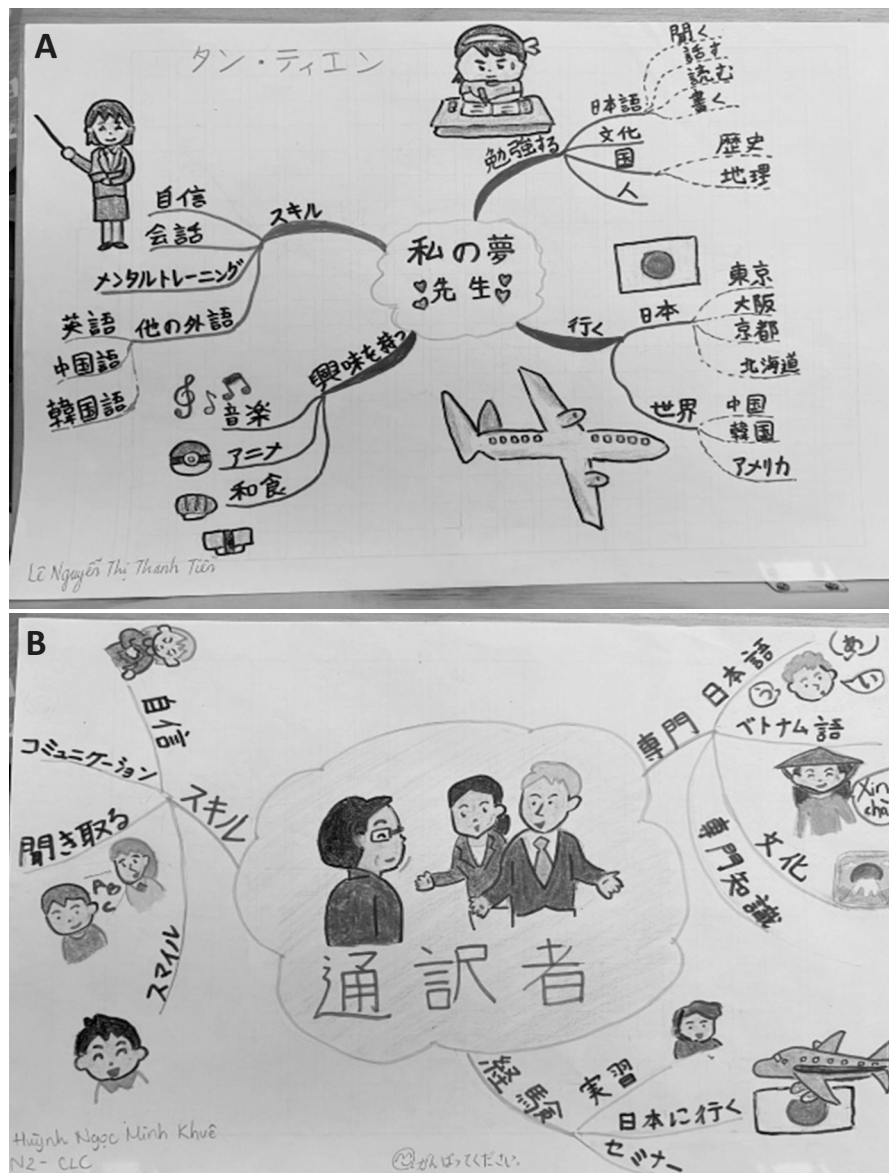 A
タン・ティエン
勉強する
日本語
聞く
話す
読む
書く
文化
国
歴史
地理
人
私の夢
先生
スキル
自信
会話
メンタルトレーニング
他の外語
英語
中国語
韓国語
興味を持つ
音楽
アニメ
和食
行く
日本
東京
大阪
京都
北海道
世界
中国
韓国
アメリカ
Lê Nguyễn Thị Thanh Tiền
B
通訳者
スキル
自信
コミュニケーション
聞き取る
ABC
スマイル
専門
日本語
あ
い
う
ベトナム語
Xin
chà
文化
専門知識
経験
実習
日本に行く
セミナー
Huỳnh Ngọc Minh Khuê
N2 - CLC
がんばってください。